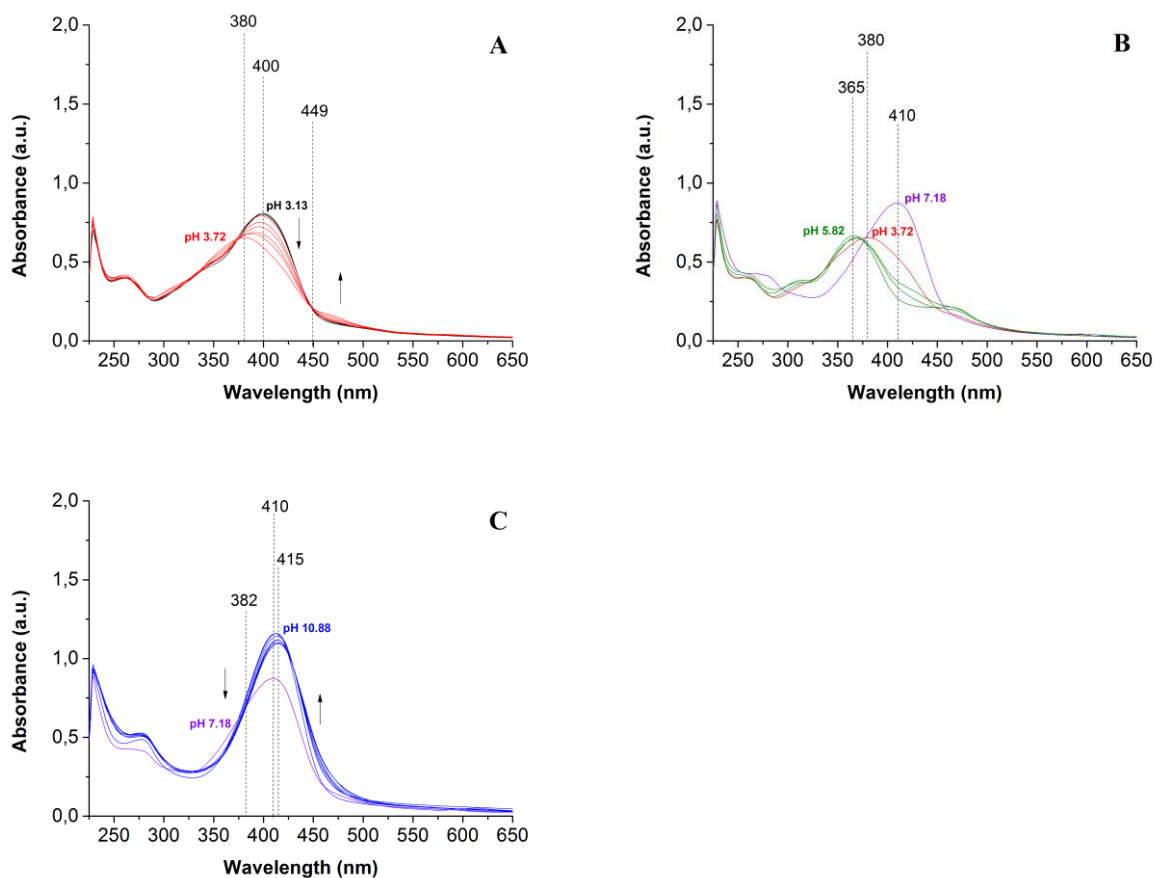 A
380
400
449
pH 3.13
pH 3.72
2,0
1,5
1,0
0,5
0,0
250 300 350 400 450 500 550 600 650
Absorbance (a.u.)
Wavelength (nm)
B
380
365
410
pH 7.18
pH 5.82
pH 3.72
2,0
1,5
1,0
0,5
0,0
250 300 350 400 450 500 550 600 650
Absorbance (a.u.)
Wavelength (nm)
C
410
415
382
pH 10.88
pH 7.18
2,0
1,5
1,0
0,5
0,0
250 300 350 400 450 500 550 600 650
Absorbance (a.u.)
Wavelength (nm)